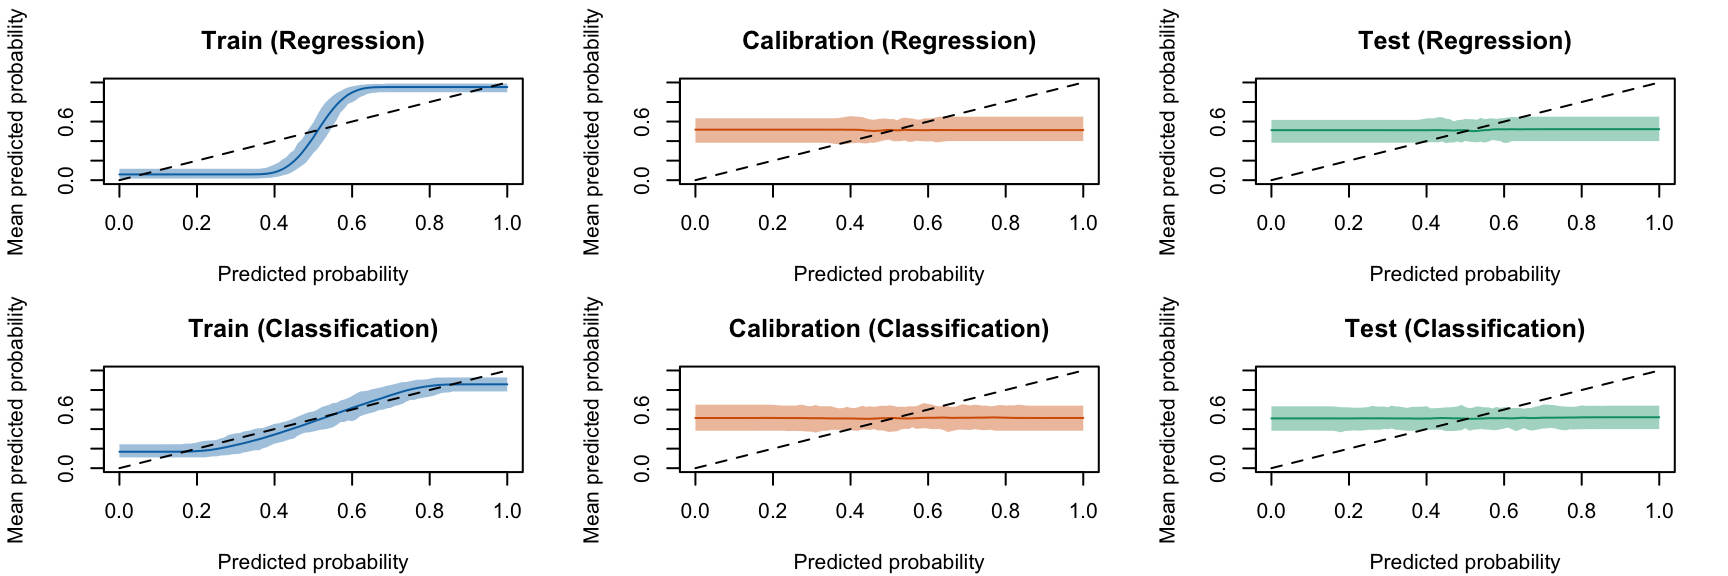 Train (Regression)
Mean predicted probability
0.0 0.6
0.0 0.2 0.4 0.6 0.8 1.0
Predicted probability
Calibration (Regression)
Mean predicted probability
0.0 0.6
0.0 0.2 0.4 0.6 0.8 1.0
Predicted probability
Test (Regression)
Mean predicted probability
0.0 0.6
0.0 0.2 0.4 0.6 0.8 1.0
Predicted probability
Train (Classification)
Mean predicted probability
0.0 0.6
0.0 0.2 0.4 0.6 0.8 1.0
Predicted probability
Calibration (Classification)
Mean predicted probability
0.0 0.6
0.0 0.2 0.4 0.6 0.8 1.0
Predicted probability
Test (Classification)
Mean predicted probability
0.0 0.6
0.0 0.2 0.4 0.6 0.8 1.0
Predicted probability